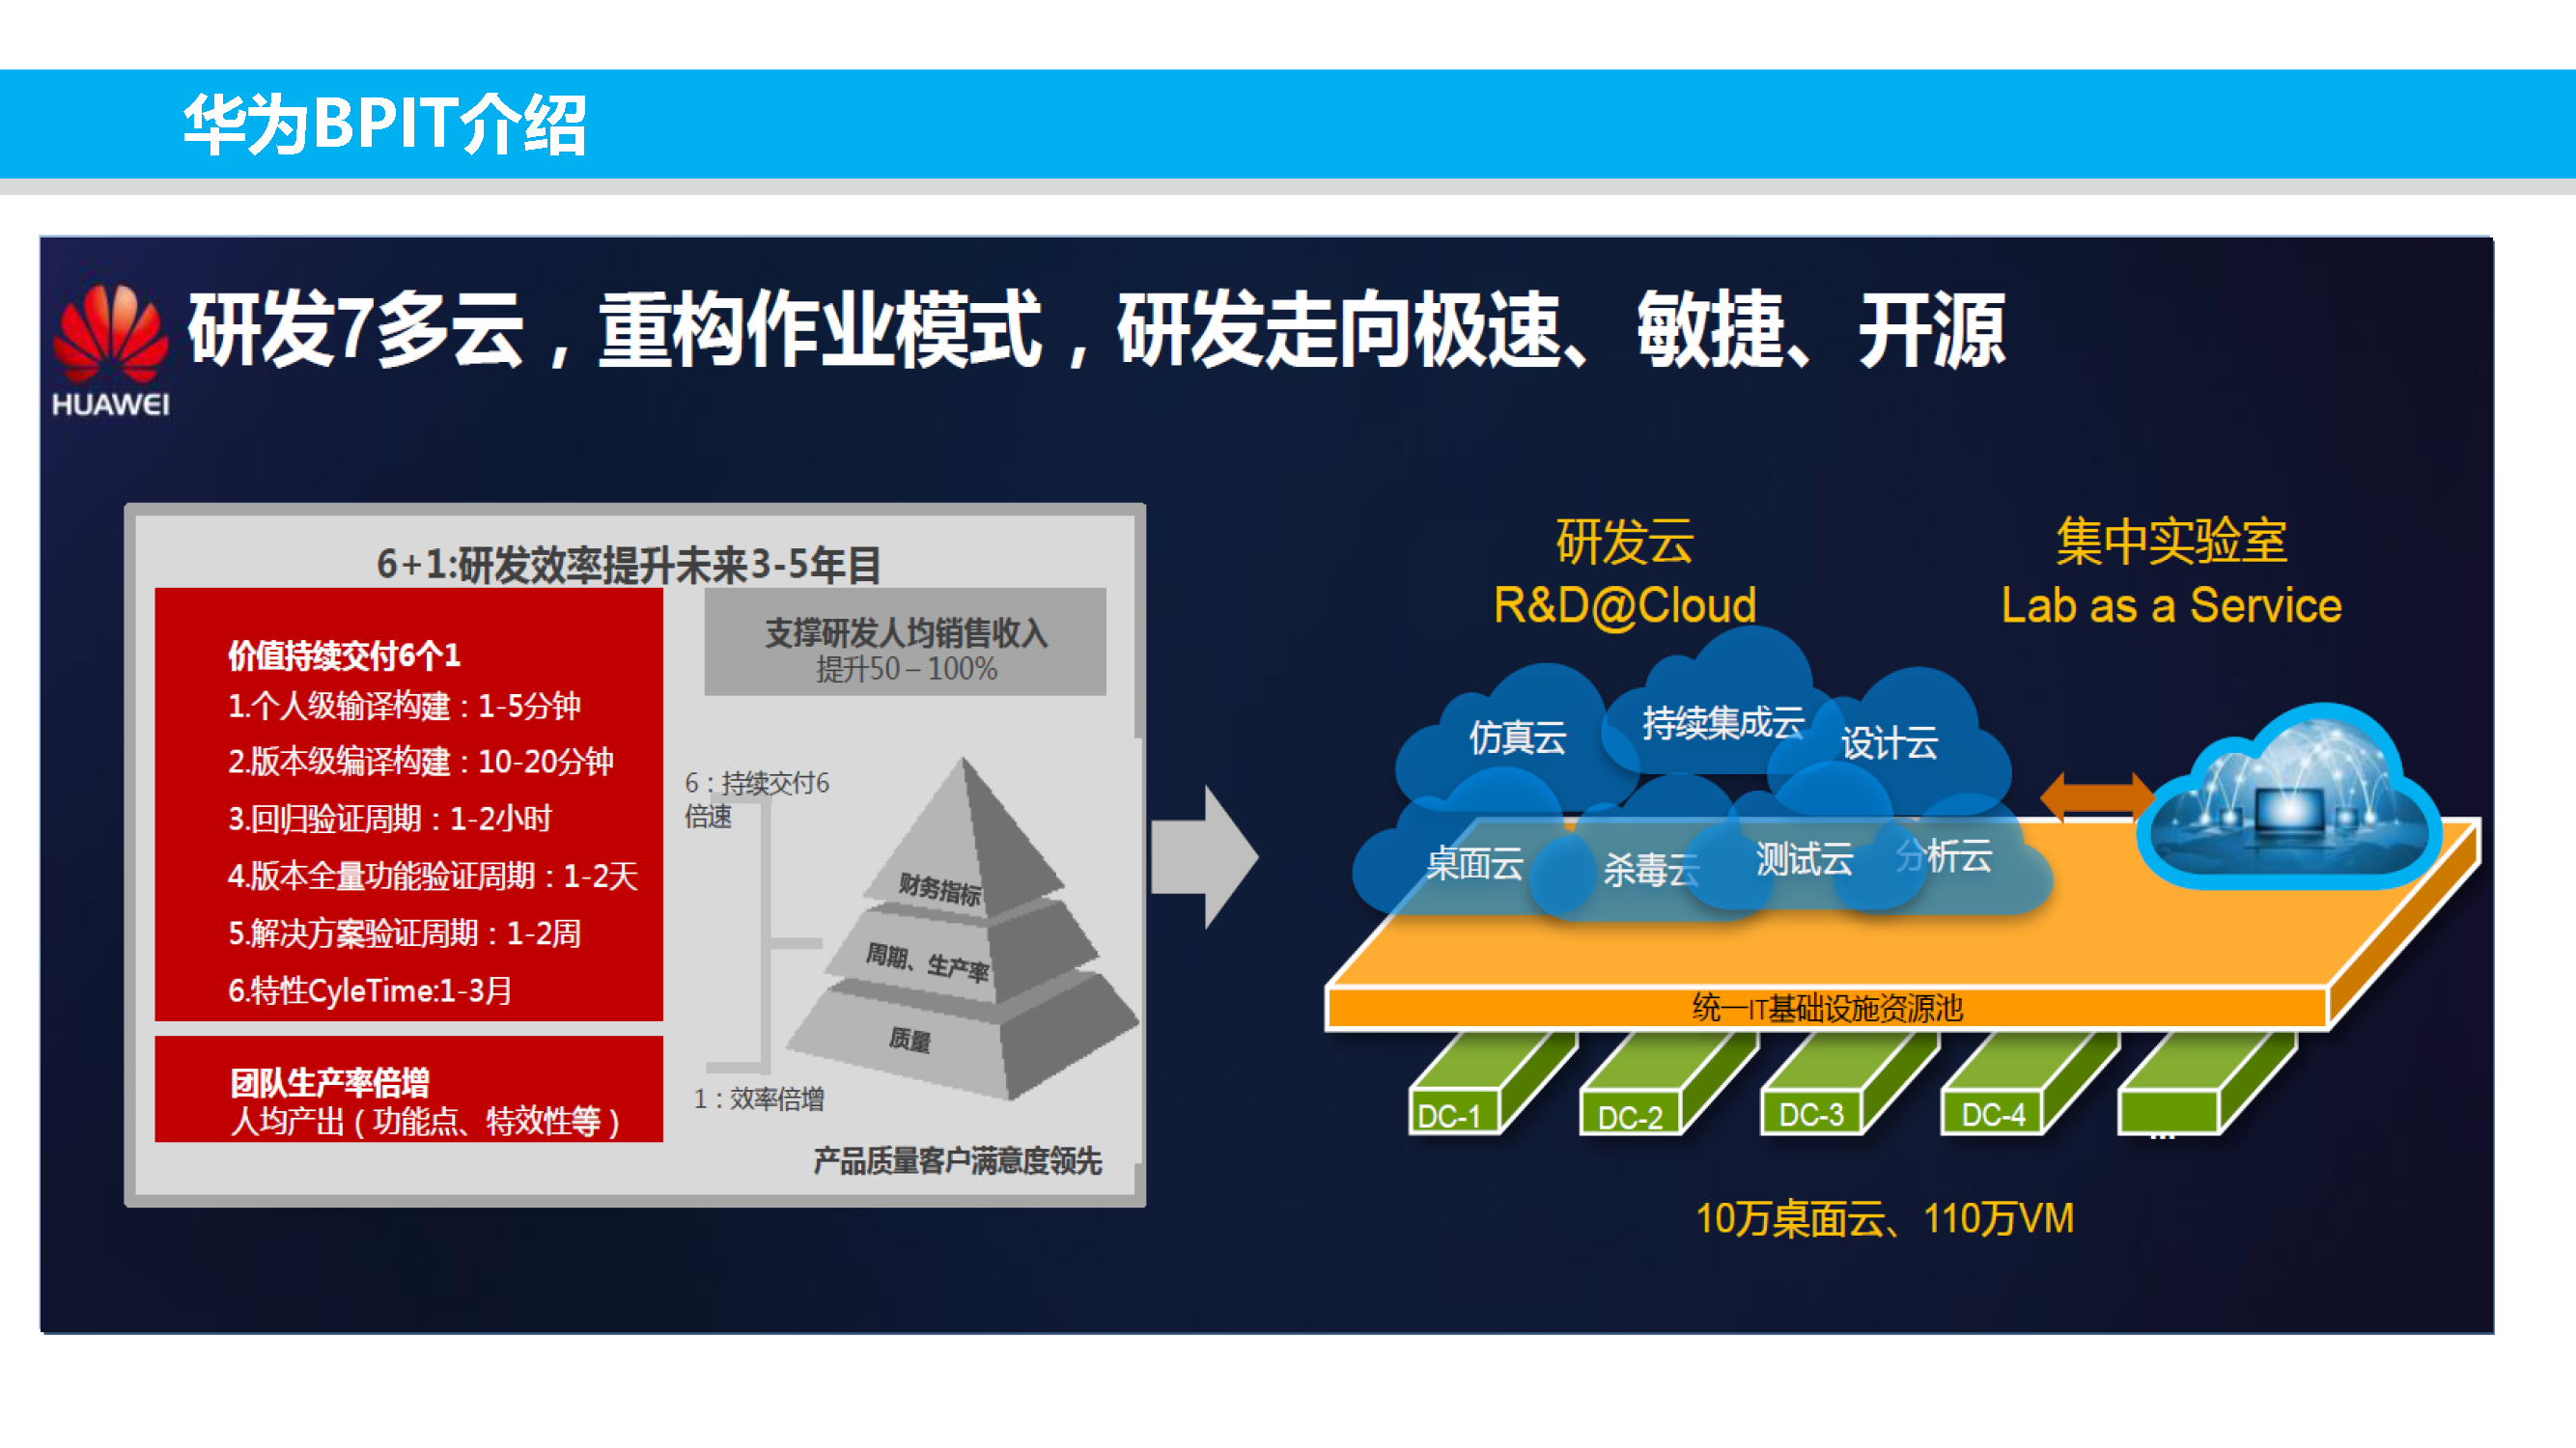 华为BPIT介绍
HUAWEI
研发7多云，重构作业模式，研发走向极速、敏捷、开源
6+1:研发效率提升未来3-5年目
价值持续交付6个1
1.个人级输译构建：1-5分钟
2.版本级编译构建：10-20分钟
3.回归验证周期：1-2小时
4.版本全量功能验证周期：1-2天
5.解决方案验证周期：1-2周
6.特性CyleTime:1-3月
团队生产率倍增
人均产出（功能点、特效性等）
支撑研发人均销售收入
提升50－100%
6：持续交付6
倍速
财务指标
周期、生产率
质量
1：效率倍增
产品质量客户满意度领先
研发云
R&D@Cloud
集中实验室
Lab as a Service
仿真云
持续集成云
设计云
桌面云
杀毒云
测试云
分析云
统一IT基础设施资源池
DC-1
DC-2
DC-3
DC-4
...
10万桌面云、110万VM